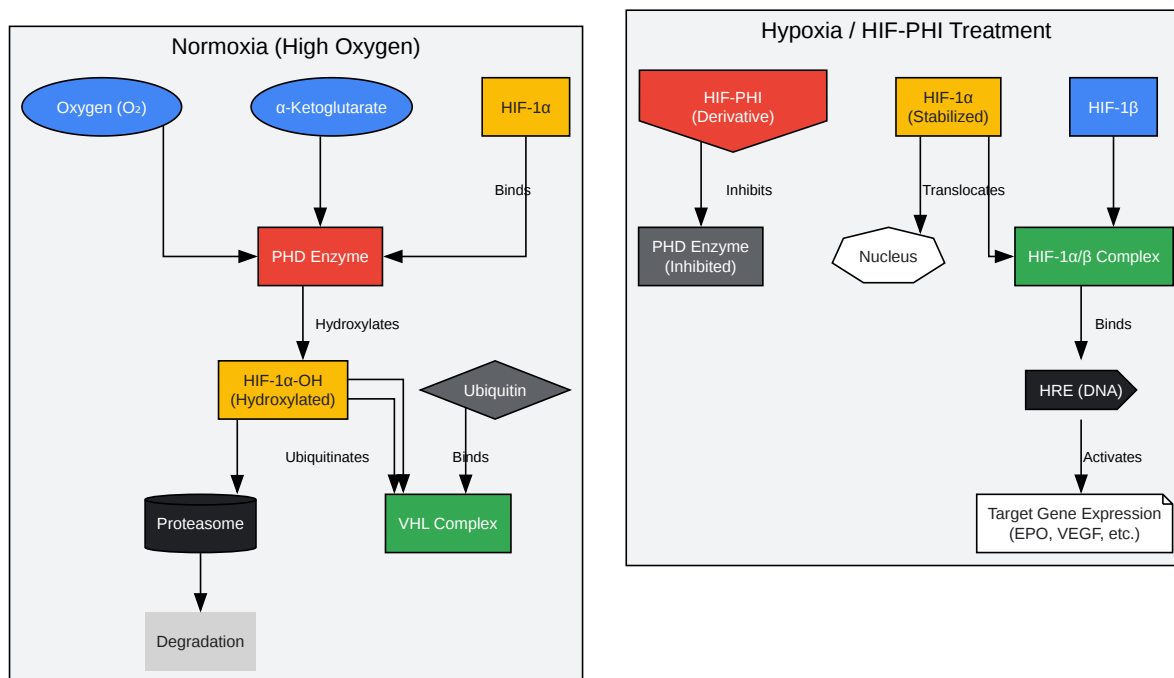 Normoxia (High Oxygen)
Oxygen (O₂)
α-Ketoglutarate
HIF-1α
Binds
PHD Enzyme
Hydroxylates
HIF-1α-OH
(Hydroxylated)
Ubiquitin
Ubiquitinates
Binds
Proteasome
VHL Complex
Degradation
Hypoxia / HIF-PHI Treatment
HIF-PHI
(Derivative)
HIF-1α
(Stabilized)
HIF-1β
Inhibits
Translocates
PHD Enzyme
(Inhibited)
Nucleus
HIF-1α/β Complex
Binds
HRE (DNA)
Activates
Target Gene Expression
(EPO, VEGF, etc.)